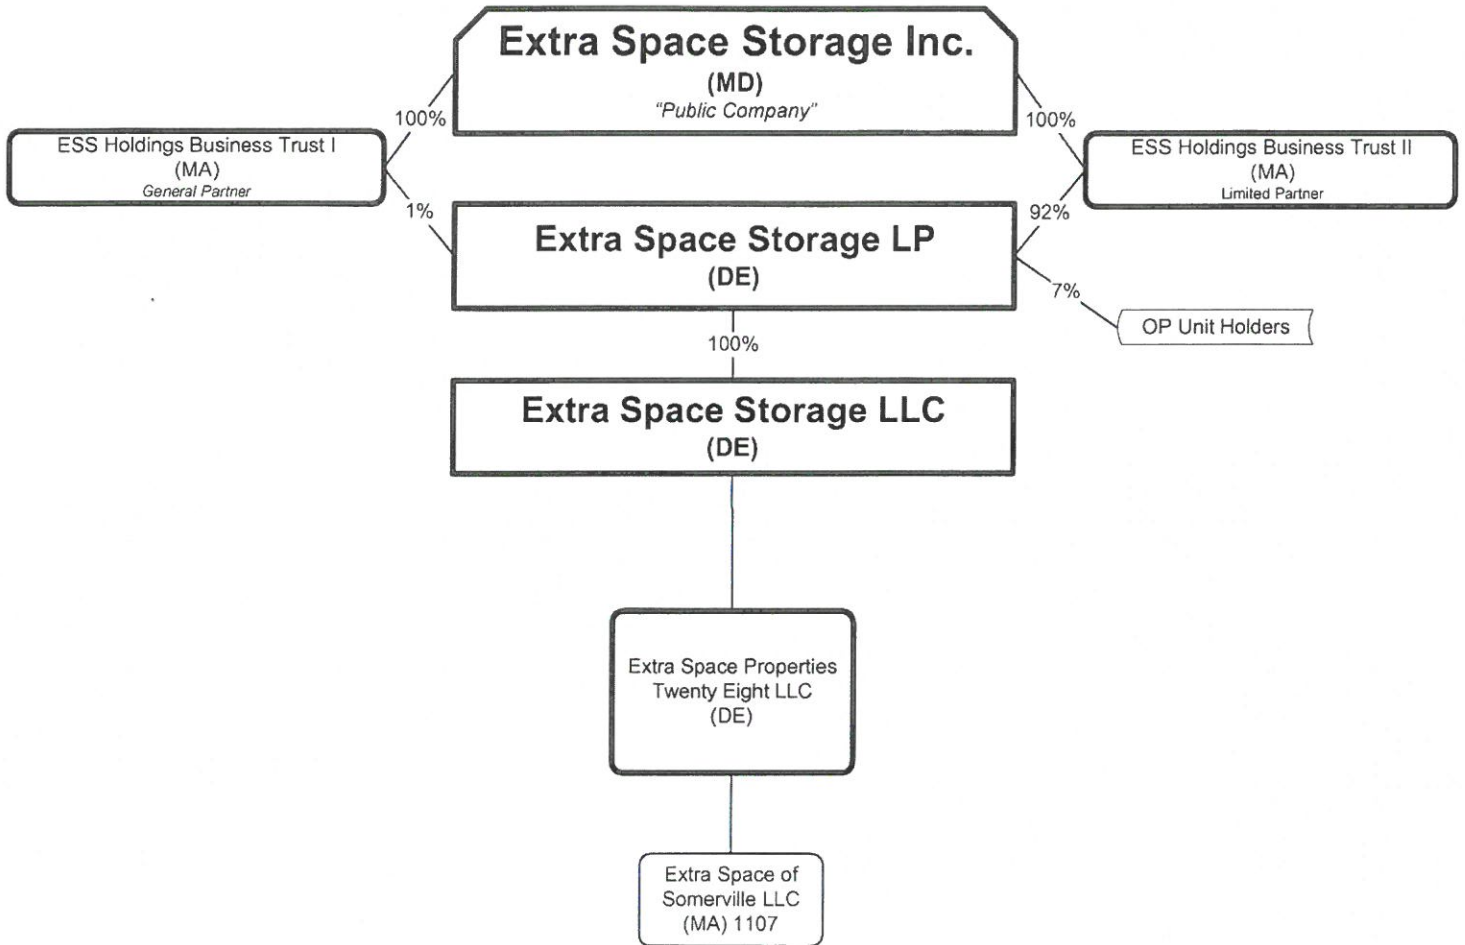 Extra Space Storage Inc.
(MD)
"Public Company"
100%
100%
ESS Holdings Business Trust I
(MA)
General Partner
ESS Holdings Business Trust II
(MA)
Limited Partner
1%
92%
Extra Space Storage LP
(DE)
7%
OP Unit Holders
100%
Extra Space Storage LLC
(DE)
Extra Space Properties
Twenty Eight LLC
(DE)
Extra Space of
Somerville LLC
(MA) 1107